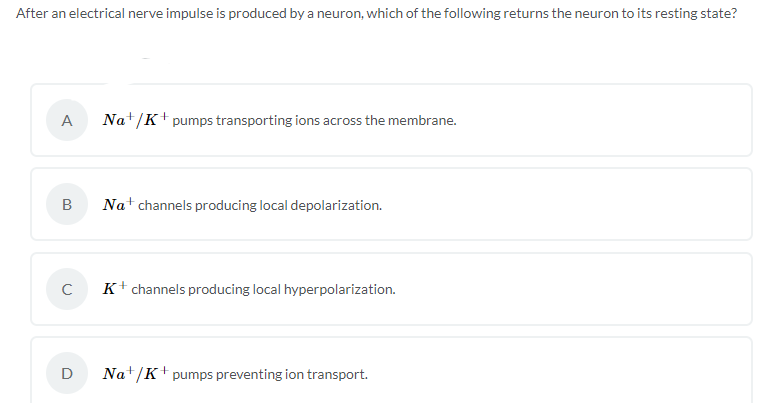 After an electrical nerve impulse is produced by a neuron, which of the following returns the neuron to its resting state?
A Na⁺/K⁺ pumps transporting ions across the membrane.
B Na⁺ channels producing local depolarization.
C K⁺ channels producing local hyperpolarization.
D Na⁺/K⁺ pumps preventing ion transport.